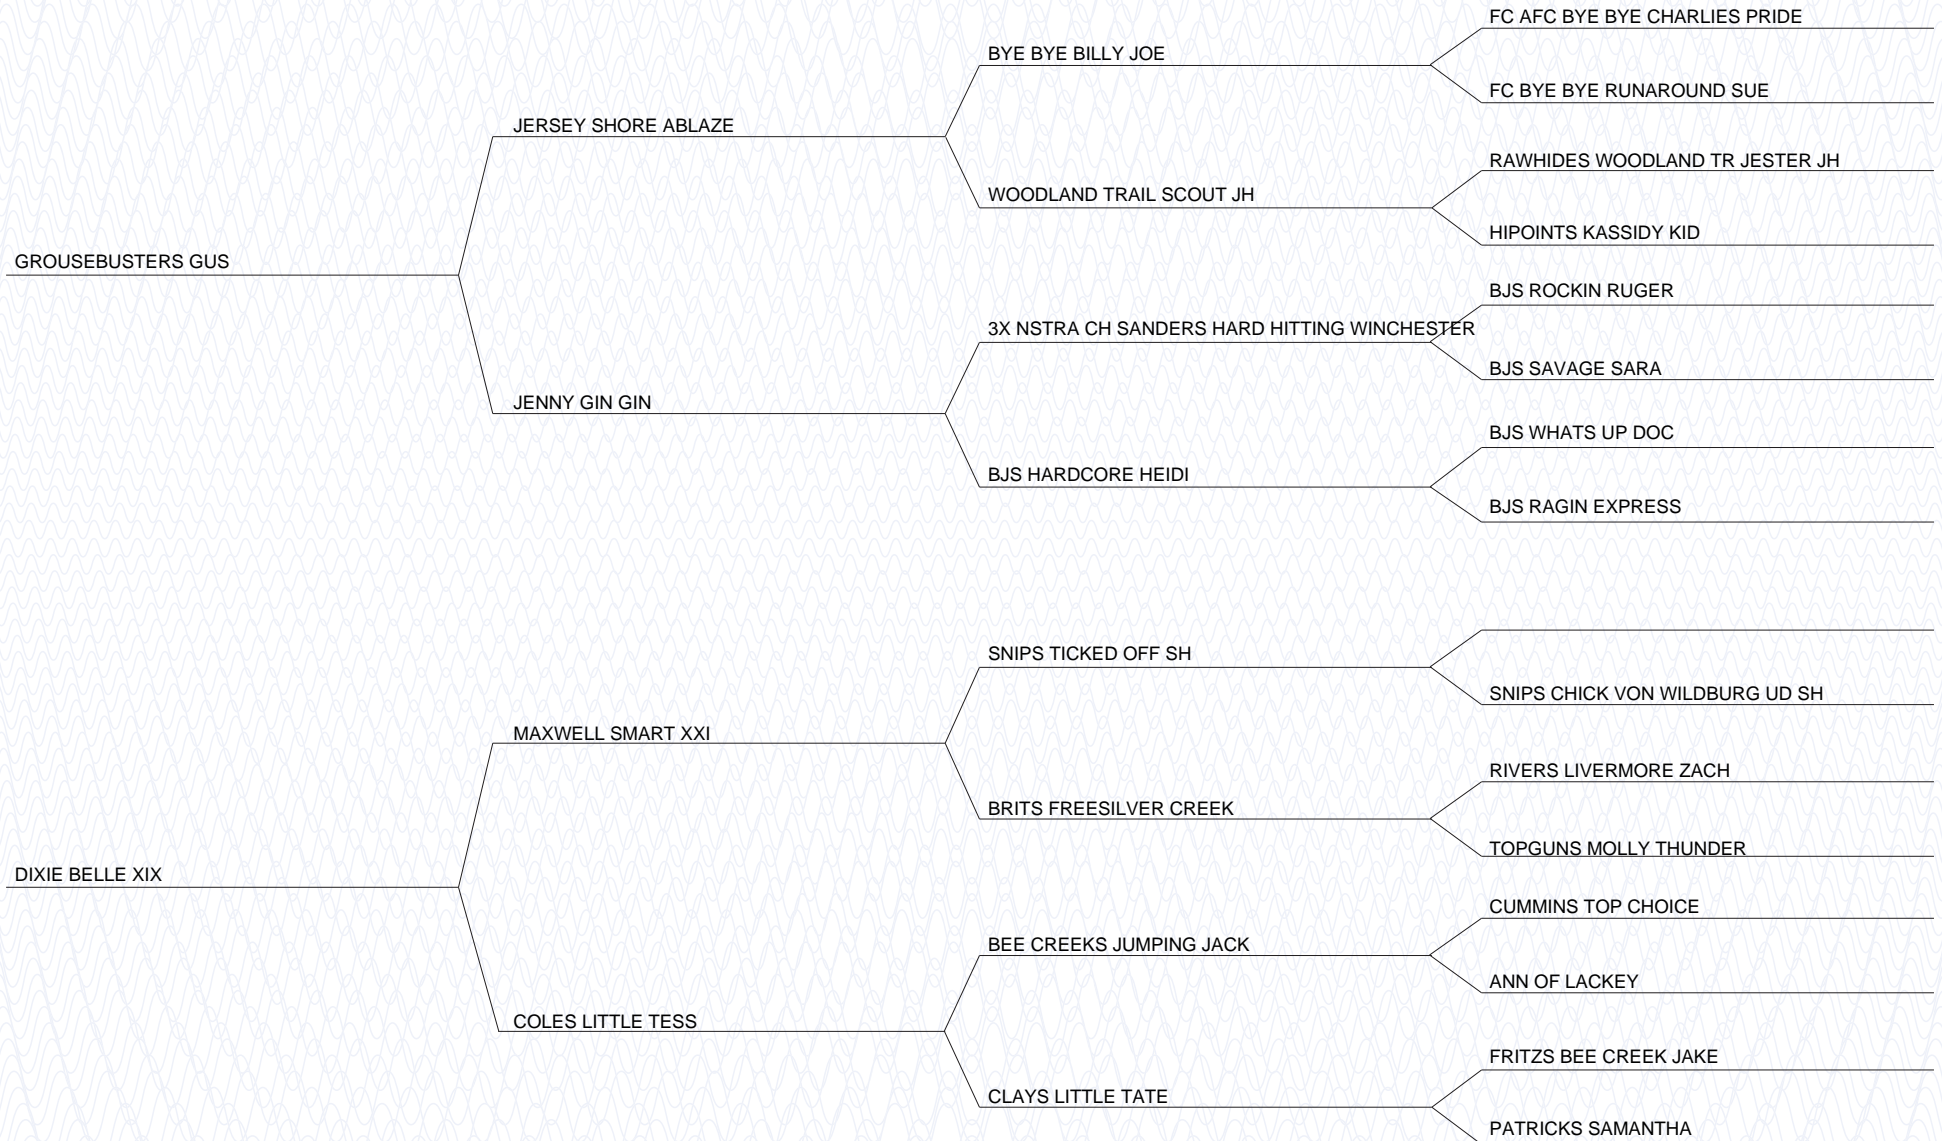 FC AFC BYE BYE CHARLIES PRIDE
BYE BYE BILLY JOE
FC BYE BYE RUNAROUND SUE
JERSEY SHORE ABLAZE
RAWHIDES WOODLAND TR JESTER JH
WOODLAND TRAIL SCOUT JH
HIPOINTS KASSIDY KID
GROUSEBUSTERS GUS
BJS ROCKIN RUGER
3X NSTRA CH SANDERS HARD HITTING WINCHESTER
BJS SAVAGE SARA
JENNY GIN GIN
BJS WHATS UP DOC
BJS HARDCORE HEIDI
BJS RAGIN EXPRESS
SNIPS TICKED OFF SH
SNIPS CHICK VON WILDBURG UD SH
MAXWELL SMART XXI
RIVERS LIVERMORE ZACH
BRITS FREESILVER CREEK
TOPGUNS MOLLY THUNDER
DIXIE BELLE XIX
CUMMINS TOP CHOICE
BEE CREEKS JUMPING JACK
ANN OF LACKEY
COLES LITTLE TESS
FRITZS BEE CREEK JAKE
CLAYS LITTLE TATE
PATRICKS SAMANTHA